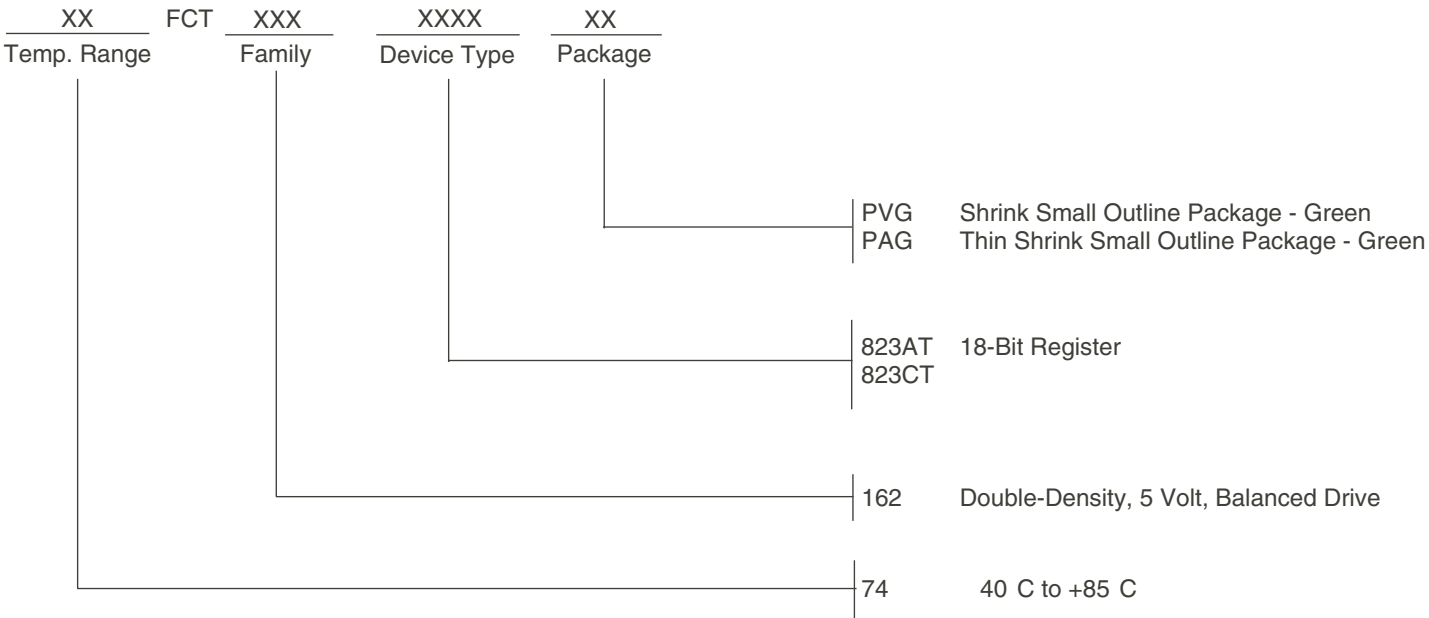 XX FCT XXX XXXX XX
Temp. Range Family Device Type Package
PVG Shrink Small Outline Package - Green
PAG Thin Shrink Small Outline Package - Green
823AT 18-Bit Register
823CT
162 Double-Density, 5 Volt, Balanced Drive
74 40 C to +85 C